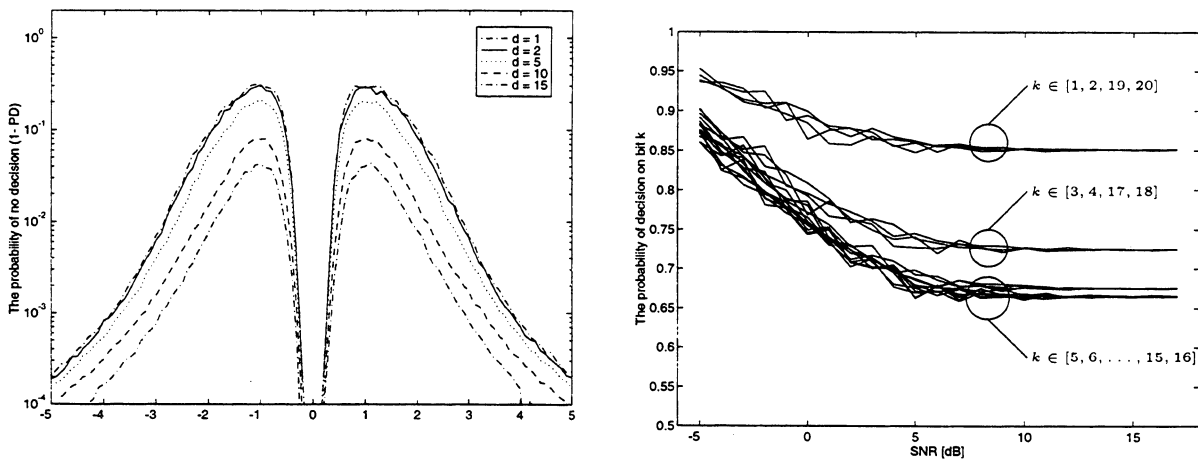 The probability of no decision (1- PD)
10^0
10^-1
10^-2
10^-3
10^-4
-5
-4
-3
-2
-1
0
1
2
3
4
5
d = 1
d = 2
d = 5
d = 10
d = 15
The probability of decision on bit k
1
0.95
0.9
0.85
0.8
0.75
0.7
0.65
0.6
0.55
0.5
-5
0
5
10
15
SNR [dB]
k ∈ [1, 2, 19, 20]
k ∈ [3, 4, 17, 18]
k ∈ [5, 6, . . . , 15, 16]